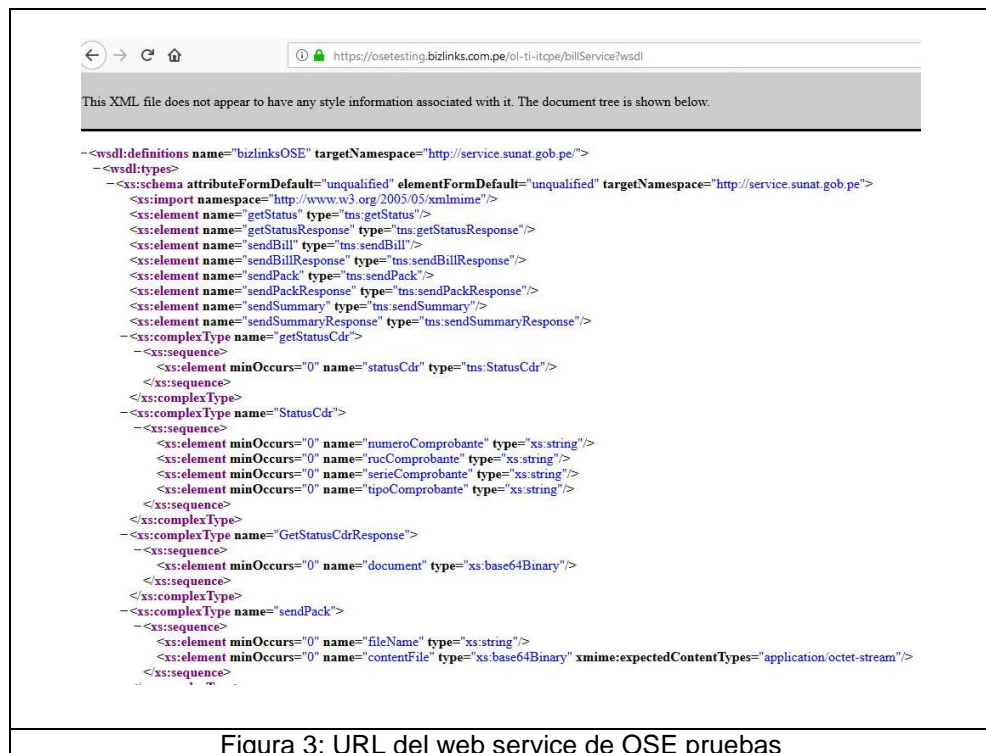 https://osetesting.bizlinks.com.pe/ol-ti-itcpe/billService?wsdl
This XML file does not appear to have any style information associated with it. The document tree is shown below.
−<wsdl:definitions name="bizlinksOSE" targetNamespace="http://service.sunat.gob.pe/">
−<wsdl:types>
−<xs:schema attributeFormDefault="unqualified" elementFormDefault="unqualified" targetNamespace="http://service.sunat.gob.pe">
<xs:import namespace="http://www.w3.org/2005/05/xmlmime"/>
<xs:element name="getStatus" type="tns:getStatus"/>
<xs:element name="getStatusResponse" type="tns:getStatusResponse"/>
<xs:element name="sendBill" type="tns:sendBill"/>
<xs:element name="sendBillResponse" type="tns:sendBillResponse"/>
<xs:element name="sendPack" type="tns:sendPack"/>
<xs:element name="sendPackResponse" type="tns:sendPackResponse"/>
<xs:element name="sendSummary" type="tns:sendSummary"/>
<xs:element name="sendSummaryResponse" type="tns:sendSummaryResponse"/>
−<xs:complexType name="getStatusCdr">
−<xs:sequence>
<xs:element minOccurs="0" name="statusCdr" type="tns:StatusCdr"/>
</xs:sequence>
</xs:complexType>
−<xs:complexType name="StatusCdr">
−<xs:sequence>
<xs:element minOccurs="0" name="numeroComprobante" type="xs:string"/>
<xs:element minOccurs="0" name="rucComprobante" type="xs:string"/>
<xs:element minOccurs="0" name="serieComprobante" type="xs:string"/>
<xs:element minOccurs="0" name="tipoComprobante" type="xs:string"/>
</xs:sequence>
</xs:complexType>
−<xs:complexType name="GetStatusCdrResponse">
−<xs:sequence>
<xs:element minOccurs="0" name="document" type="xs:base64Binary"/>
</xs:sequence>
</xs:complexType>
−<xs:complexType name="sendPack">
−<xs:sequence>
<xs:element minOccurs="0" name="fileName" type="xs:string"/>
<xs:element minOccurs="0" name="contentFile" type="xs:base64Binary" xmime:expectedContentTypes="application/octet-stream"/>
</xs:sequence>
Figura 3: URL del web service de OSE pruebas